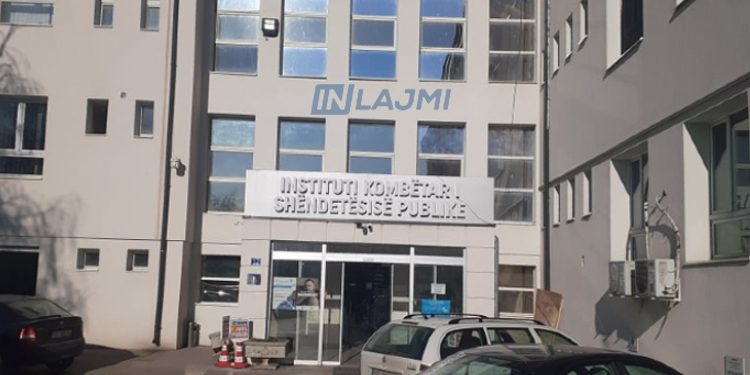 INLAJMI
INSTITUTI KOMBËTAR I
SHËNDETËSISË PUBLIKE